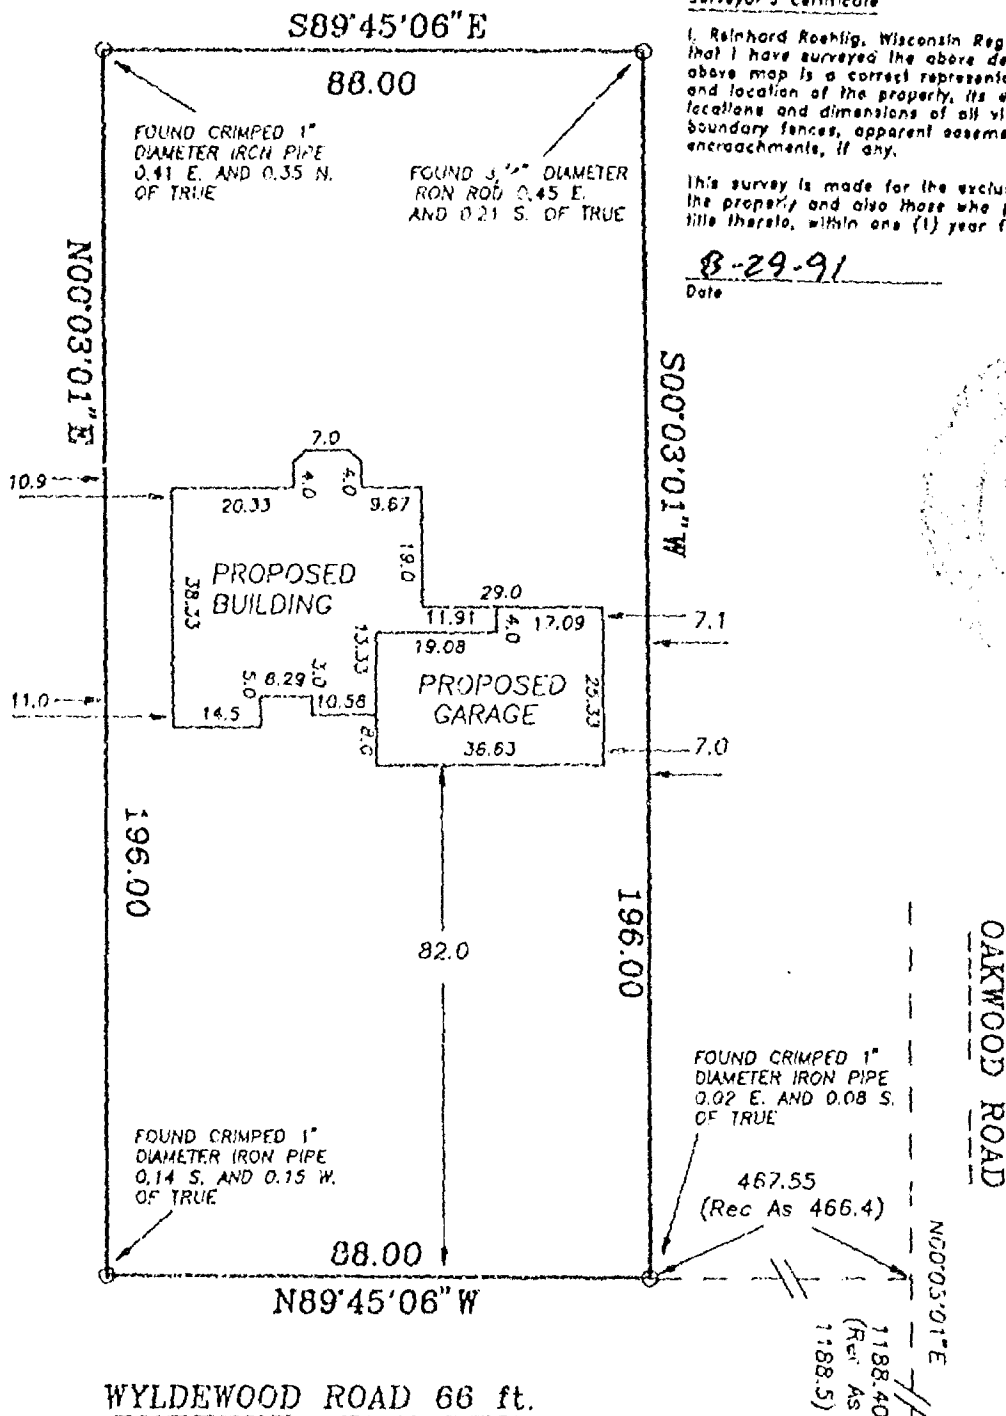 Surveyor's Certificate
I, Reinhard Roehlig, Wisconsin Reg
that I have surveyed the above de
above map is a correct represent
and location of the property, its
locations and dimensions of all
boundary fences, apparent
encroachments, if any.
This survey is made for the
the property and also those who
title thereto, within one (1) year
8-29-91
Date
S89°45'06"E
88.00
FOUND CRIMPED 1"
DIAMETER IRON PIPE
0.41 E. AND 0.35 N.
OF TRUE
FOUND DIAMETER
IRON ROD 0.45 E.
AND 0.21 S. OF TRUE
N00°03'01"E
S00°03'01"W
7.0
4.0
4.0
10.9
20.33
9.67
19.0
38.33
PROPOSED
BUILDING
29.0
11.91
4.0
17.09
7.1
13.33
19.08
PROPOSED
GARAGE
25.33
5.0
8.29
3.0
11.0
14.5
10.58
36.63
7.0
196.00
196.00
82.0
OAKWOOD ROAD
FOUND CRIMPED 1"
DIAMETER IRON PIPE
0.02 E. AND 0.08 S.
OF TRUE
FOUND CRIMPED 1"
DIAMETER IRON PIPE
0.14 S. AND 0.15 W.
OF TRUE
467.55
(Rec As 466.4)
88.00
N89°45'06"W
N00°03'01"E
1188.40
(Rec As
1188.5)
WYLDEWOOD ROAD 66 ft.